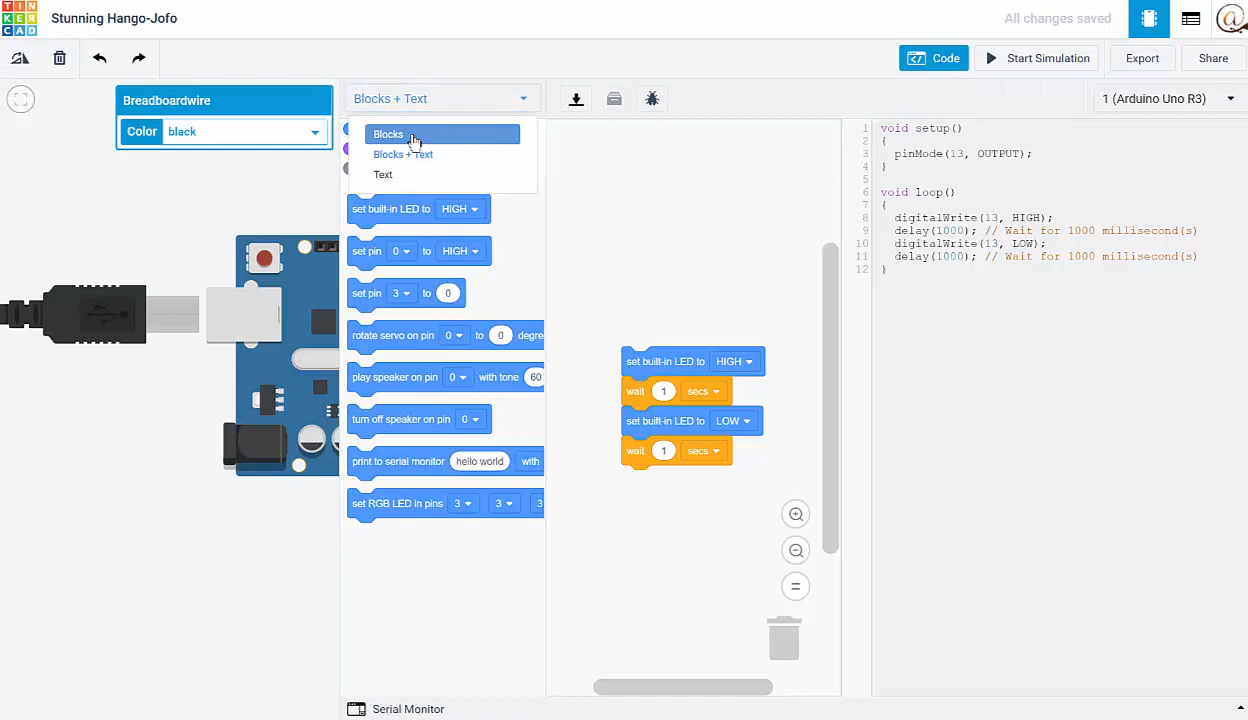 TIN
KER
CAD
Stunning Hango-Jofo
All changes saved
Code
Start Simulation
Export
Share
Breadboardwire
Color black
Blocks + Text
1 (Arduino Uno R3)
Blocks
Blocks + Text
Text
set built-in LED to HIGH
set pin 0 to HIGH
set pin 3 to 0
rotate servo on pin 0 to 0 degre
play speaker on pin 0 with tone 60
turn off speaker on pin 0
print to serial monitor hello world with
set RGB LED in pins 3 3 3
set built-in LED to HIGH
wait 1 secs
set built-in LED to LOW
wait 1 secs
1 void setup()
2 {
3 pinMode(13, OUTPUT);
4 }
5
6 void loop()
7 {
8 digitalWrite(13, HIGH);
9 delay(1000); // Wait for 1000 millisecond(s)
10 digitalWrite(13, LOW);
11 delay(1000); // Wait for 1000 millisecond(s)
12 }
Serial Monitor